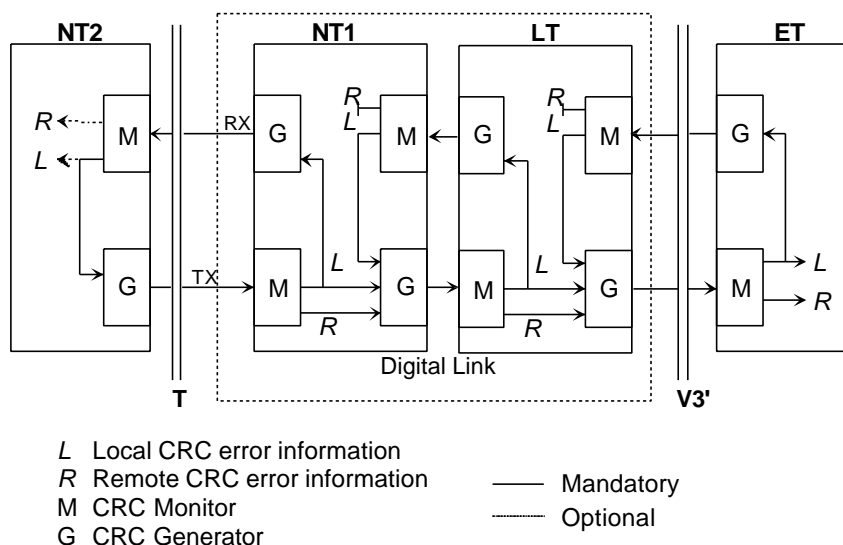 NT2 NT1 LT ET
R L M G
RX G R L M
G R L M
G
G TX M L R G
M L R G
M L R
Digital Link
T V3'
L Local CRC error information
R Remote CRC error information
M CRC Monitor
G CRC Generator
Mandatory
Optional